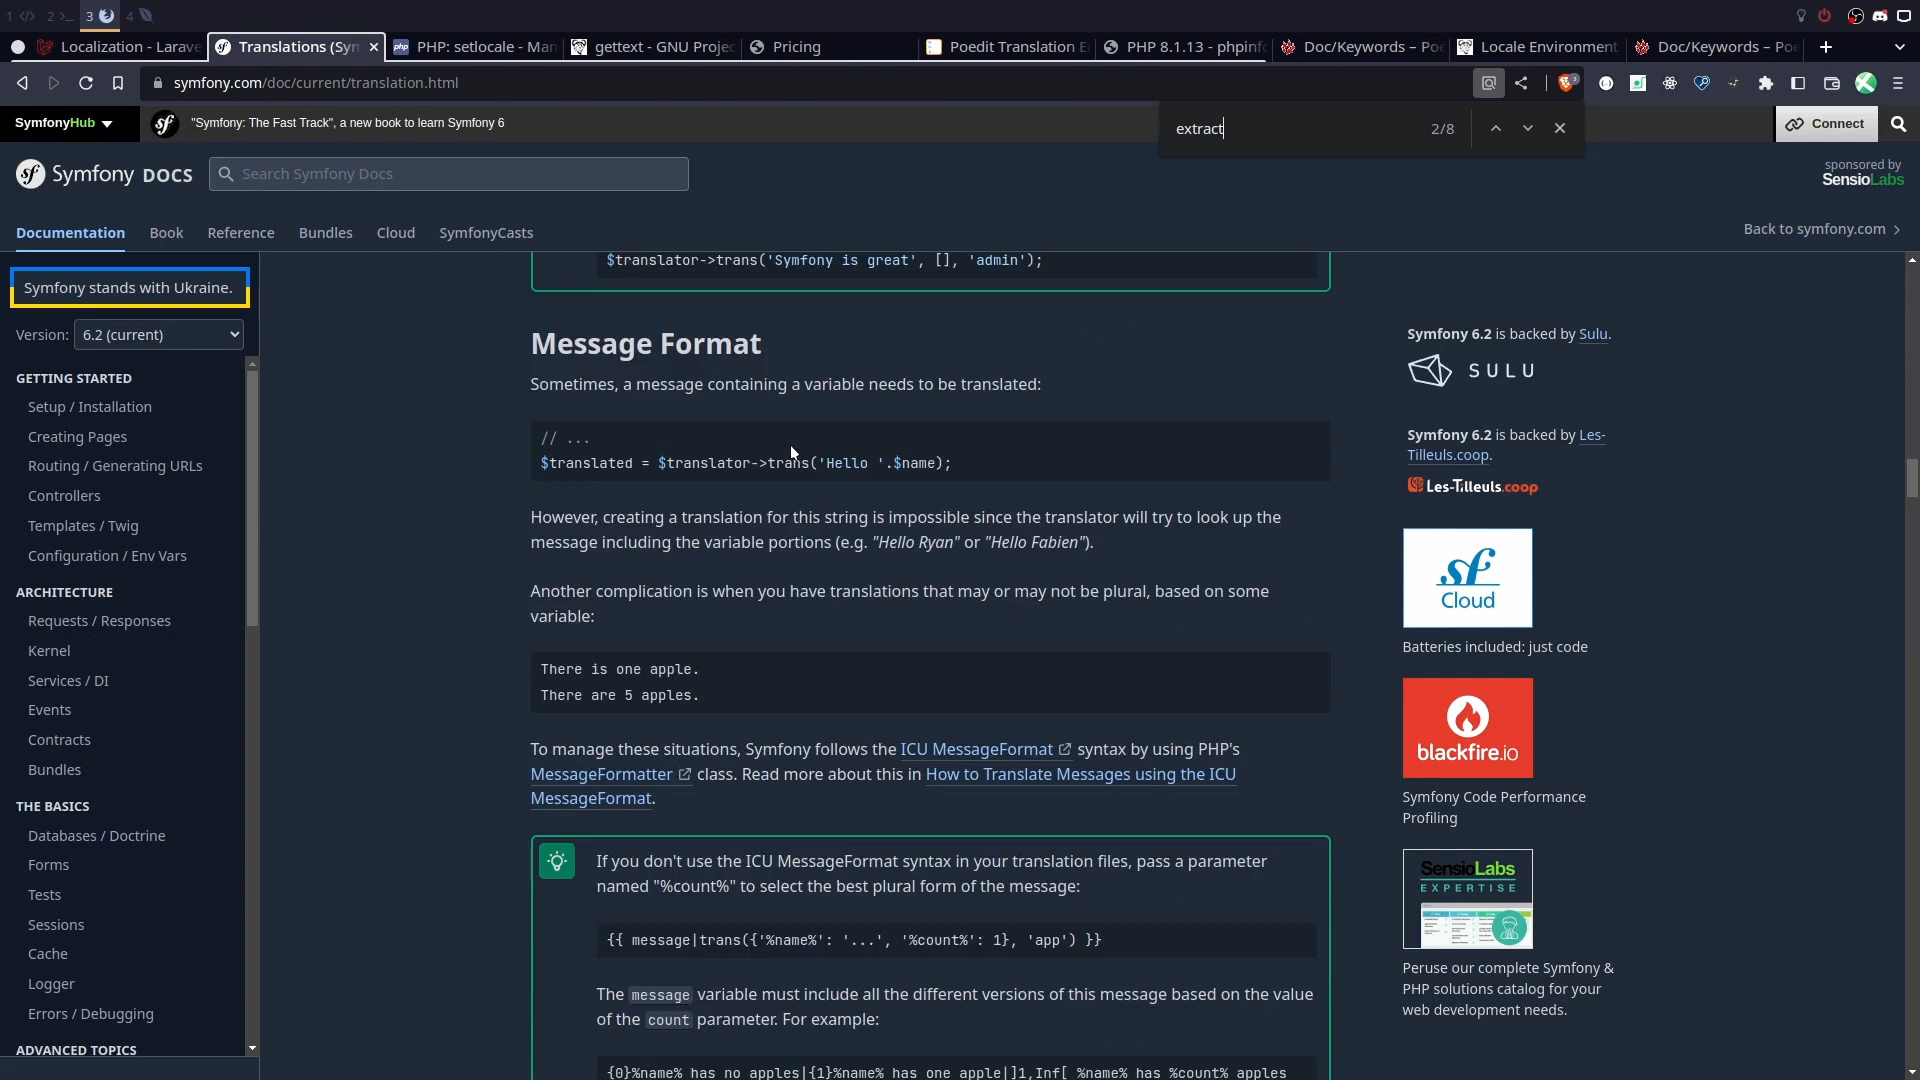 1 </> 2 >_ 3 4
Localization - Larave
Translations (Syn
PHP: setlocale - Man
gettext - GNU Projec
Pricing
Poedit Translation E
PHP 8.1.13 - phpinfo
Doc/Keywords – Poe
Locale Environment
Doc/Keywords – Poe
symfony.com/doc/current/translation.html
SymfonyHub
"Symfony: The Fast Track", a new book to learn Symfony 6
extract
2/8
Connect
Symfony DOCS
Search Symfony Docs
sponsored by
SensioLabs
Documentation Book Reference Bundles Cloud SymfonyCasts
Back to symfony.com
Symfony stands with Ukraine.
Version: 6.2 (current)
GETTING STARTED
Setup / Installation
Creating Pages
Routing / Generating URLs
Controllers
Templates / Twig
Configuration / Env Vars
ARCHITECTURE
Requests / Responses
Kernel
Services / DI
Events
Contracts
Bundles
THE BASICS
Databases / Doctrine
Forms
Tests
Sessions
Cache
Logger
Errors / Debugging
ADVANCED TOPICS
$translator->trans('Symfony is great', [], 'admin');
Message Format
Sometimes, a message containing a variable needs to be translated:
// ...
$translated = $translator->trans('Hello '.$name);
However, creating a translation for this string is impossible since the translator will try to look up the
message including the variable portions (e.g. "Hello Ryan" or "Hello Fabien").
Another complication is when you have translations that may or may not be plural, based on some
variable:
There is one apple.
There are 5 apples.
To manage these situations, Symfony follows the ICU MessageFormat syntax by using PHP's
MessageFormatter class. Read more about this in How to Translate Messages using the ICU
MessageFormat.
If you don't use the ICU MessageFormat syntax in your translation files, pass a parameter
named "%count%" to select the best plural form of the message:
{{ message|trans({'%name%': '...', '%count%': 1}, 'app') }}
The message variable must include all the different versions of this message based on the value
of the count parameter. For example:
{0}%name% has no apples|{1}%name% has one apple|]1,Inf[ %name% has %count% apples
Symfony 6.2 is backed by Sulu.
SULU
Symfony 6.2 is backed by Les-
Tilleuls.coop.
Les-Tilleuls.coop
sf
Cloud
Batteries included: just code
blackfire.io
Symfony Code Performance
Profiling
SensioLabs
EXPERTISE
Peruse our complete Symfony &
PHP solutions catalog for your
web development needs.